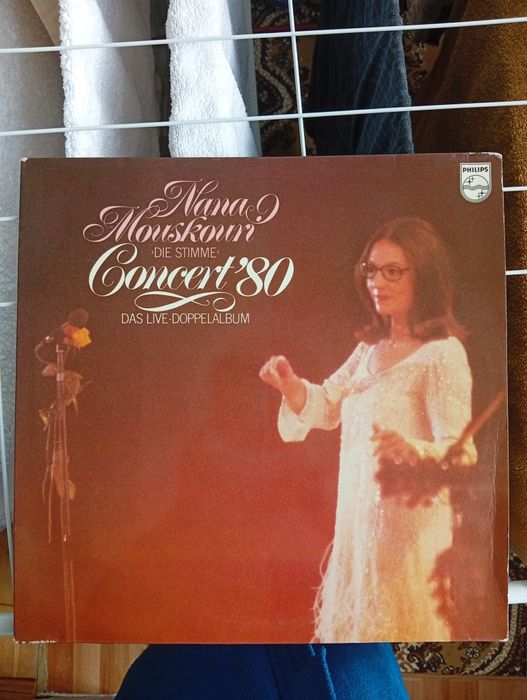 Nana
Mouskouri
›DIE STIMME‹
Concert '80
DAS LIVE-DOPPELALBUM
PHILIPS